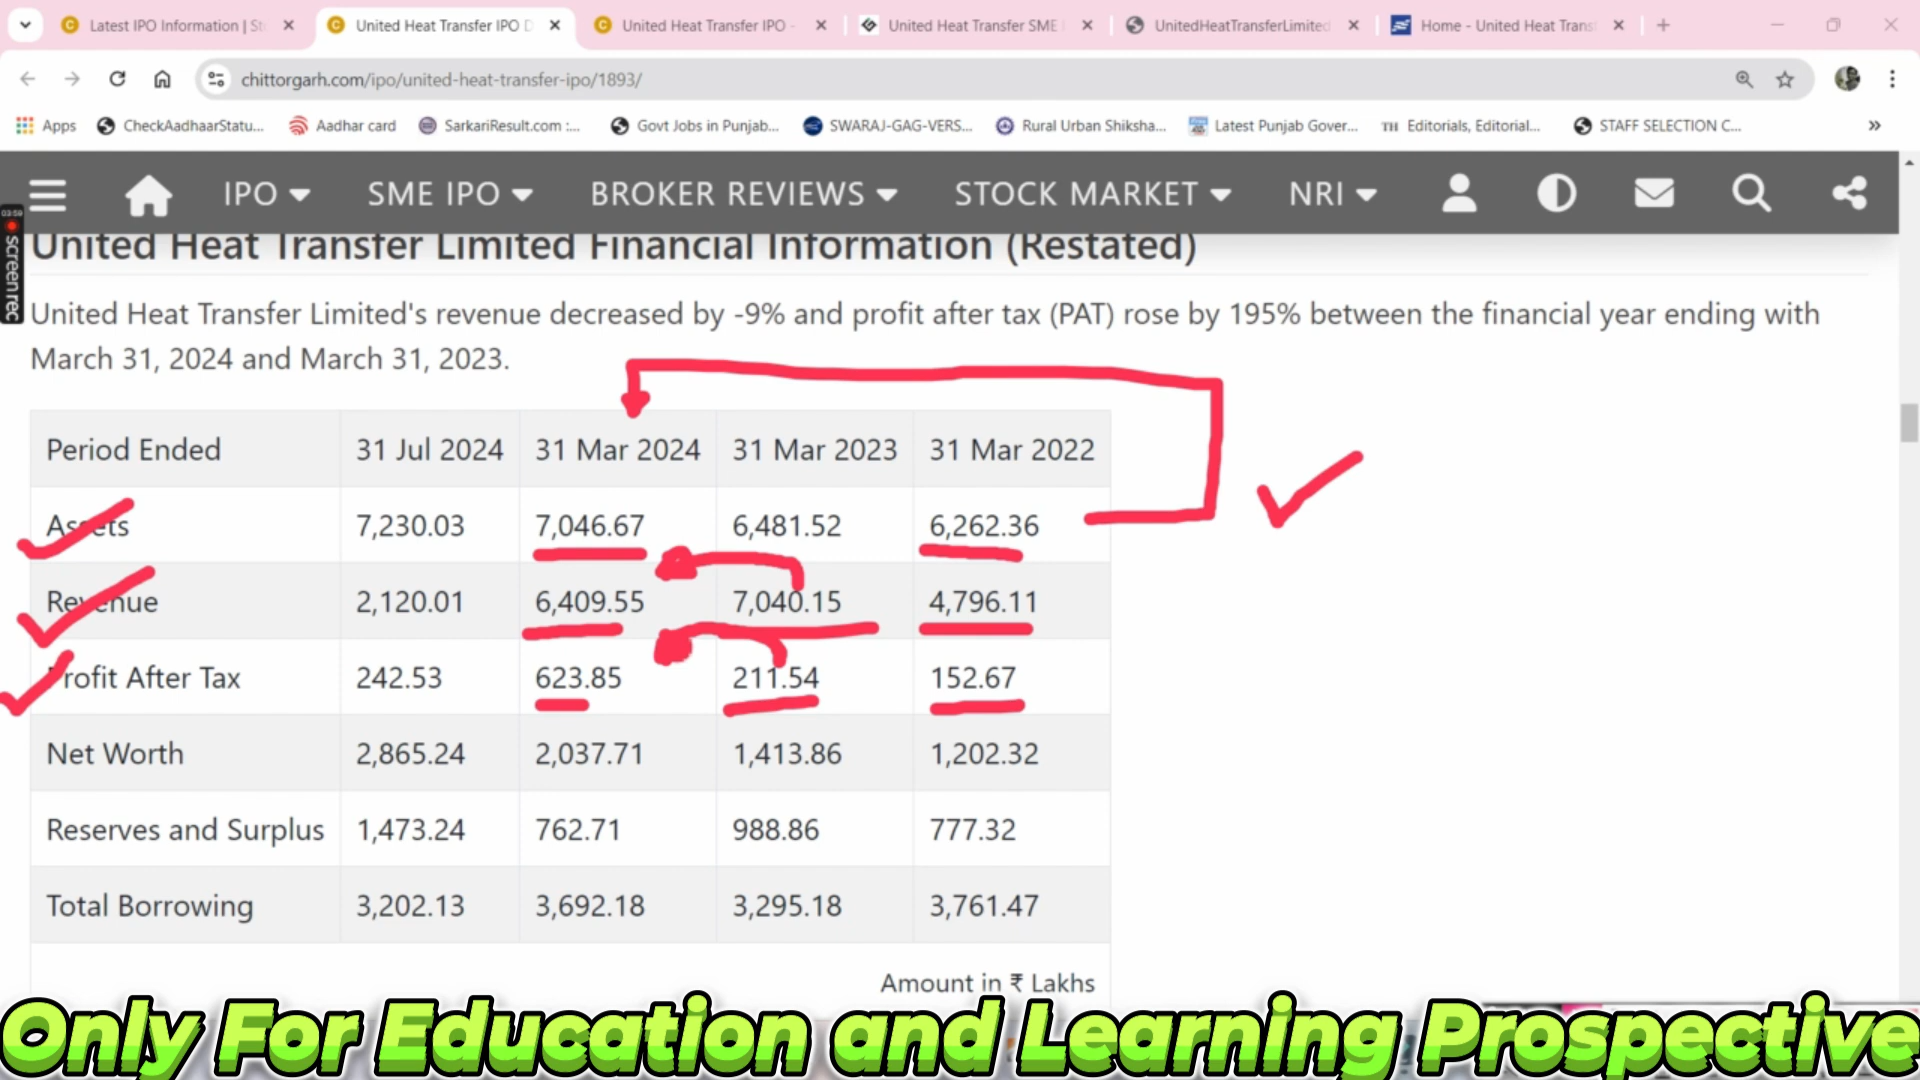 Latest IPO Information | St
United Heat Transfer IPO D
United Heat Transfer IPO -
United Heat Transfer SME
UnitedHeatTransferLimited
Home - United Heat Trans
chittorgarh.com/ipo/united-heat-transfer-ipo/1893/
Apps
CheckAadhaarStatu...
Aadhar card
SarkariResult.com :...
Govt Jobs in Punjab...
SWARAJ-GAG-VERS...
Rural Urban Shiksha...
Latest Punjab Gover...
TH Editorials, Editorial...
STAFF SELECTION C...
IPO SME IPO BROKER REVIEWS STOCK MARKET NRI
03:59
screenrec
United Heat Transfer Limited Financial Information (Restated)
United Heat Transfer Limited's revenue decreased by -9% and profit after tax (PAT) rose by 195% between the financial year ending with
March 31, 2024 and March 31, 2023.
Period Ended 31 Jul 2024 31 Mar 2024 31 Mar 2023 31 Mar 2022
Assets 7,230.03 7,046.67 6,481.52 6,262.36
Revenue 2,120.01 6,409.55 7,040.15 4,796.11
Profit After Tax 242.53 623.85 211.54 152.67
Net Worth 2,865.24 2,037.71 1,413.86 1,202.32
Reserves and Surplus 1,473.24 762.71 988.86 777.32
Total Borrowing 3,202.13 3,692.18 3,295.18 3,761.47
Amount in ₹ Lakhs
Only For Education and Learning Prospective